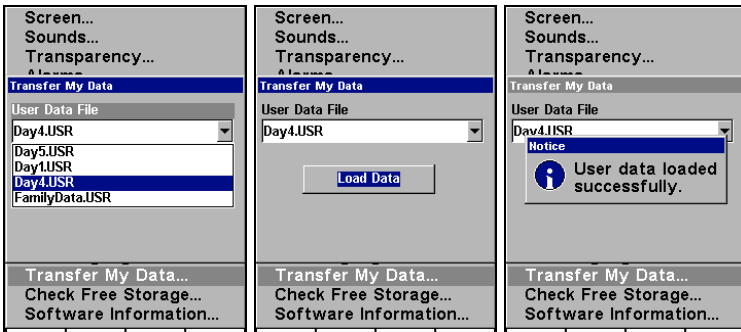 Screen...
Sounds...
Transparency...
Alarms
Transfer My Data
User Data File
Day4.USR
Day5.USR
Day1.USR
Day4.USR
FamilyData.USR
Transfer My Data...
Check Free Storage...
Software Information...
Screen...
Sounds...
Transparency...
Alarms
Transfer My Data
User Data File
Day4.USR
Load Data
Transfer My Data...
Check Free Storage...
Software Information...
Screen...
Sounds...
Transparency...
Alarms
Transfer My Data
User Data File
Day4.USR
Notice
User data loaded
successfully.
Transfer My Data...
Check Free Storage...
Software Information...